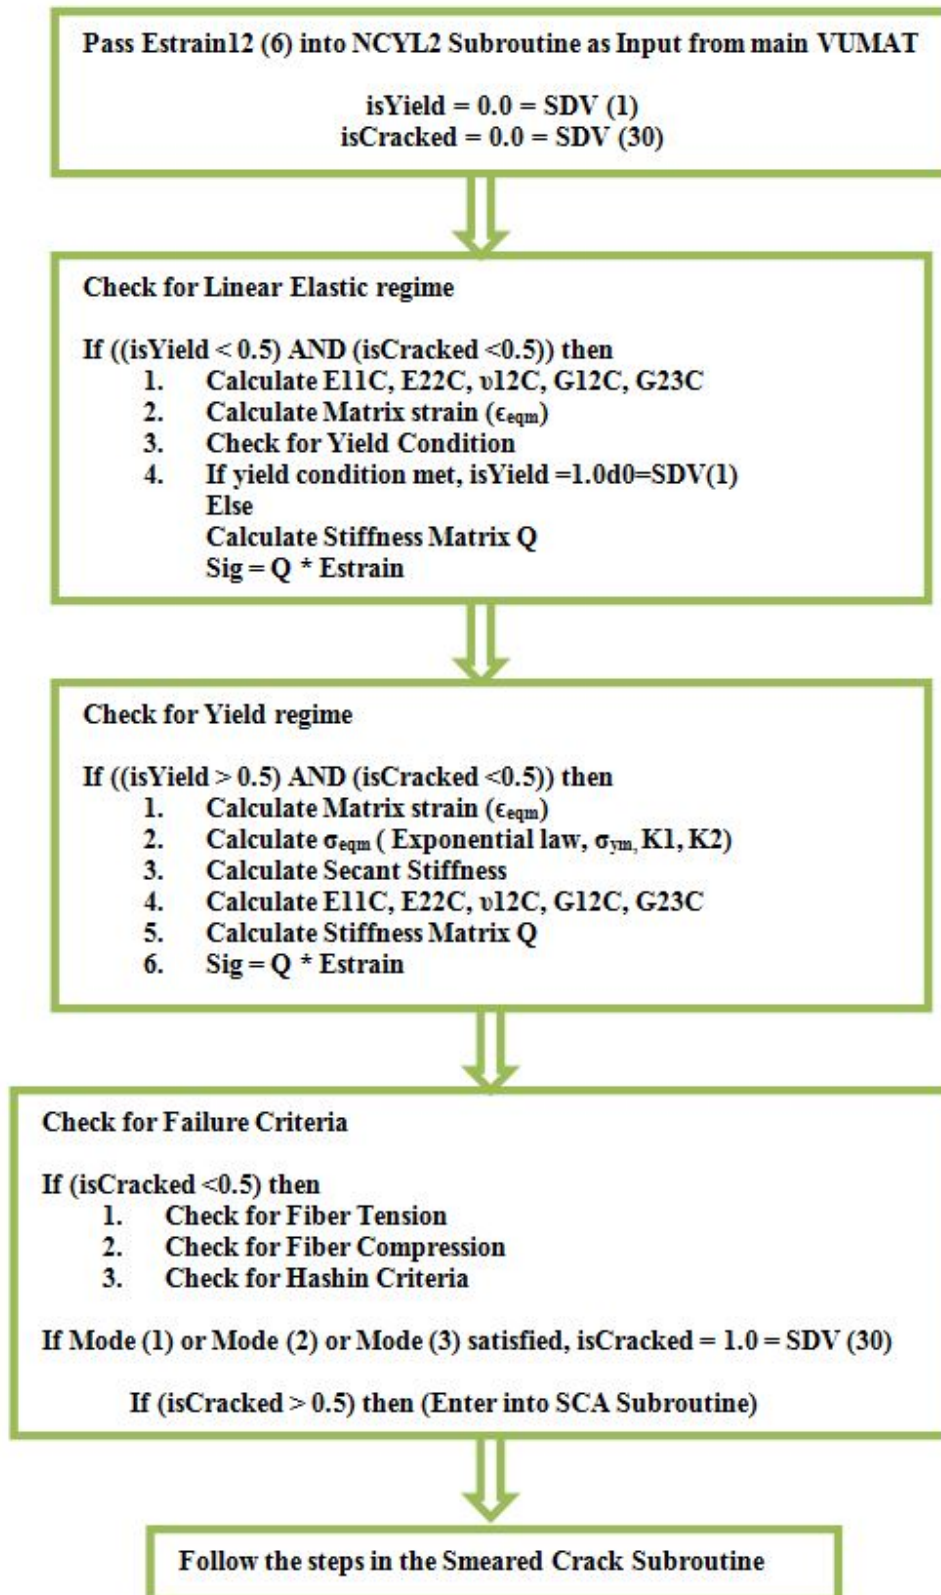 Pass Estrain12 (6) into NCYL2 Subroutine as Input from main VUMAT
isYield = 0.0 = SDV (1)
isCracked = 0.0 = SDV (30)
Check for Linear Elastic regime
If ((isYield < 0.5) AND (isCracked <0.5)) then
1. Calculate E11C, E22C, υ12C, G12C, G23C
2. Calculate Matrix strain (ϵeqm)
3. Check for Yield Condition
4. If yield condition met, isYield =1.0d0=SDV(1)
Else
Calculate Stiffness Matrix Q
Sig = Q * Estrain
Check for Yield regime
If ((isYield > 0.5) AND (isCracked <0.5)) then
1. Calculate Matrix strain (ϵeqm)
2. Calculate σeqm ( Exponential law, σym, K1, K2)
3. Calculate Secant Stiffness
4. Calculate E11C, E22C, υ12C, G12C, G23C
5. Calculate Stiffness Matrix Q
6. Sig = Q * Estrain
Check for Failure Criteria
If (isCracked <0.5) then
1. Check for Fiber Tension
2. Check for Fiber Compression
3. Check for Hashin Criteria
If Mode (1) or Mode (2) or Mode (3) satisfied, isCracked = 1.0 = SDV (30)
If (isCracked > 0.5) then (Enter into SCA Subroutine)
Follow the steps in the Smeared Crack Subroutine